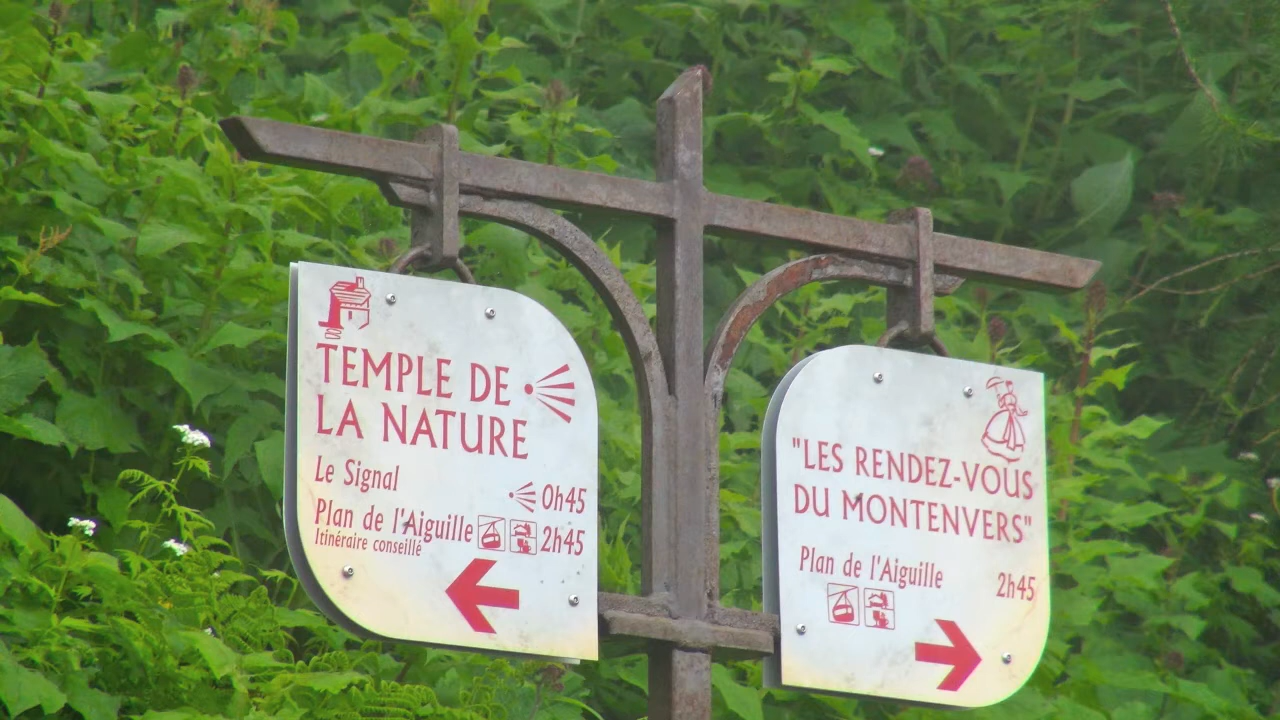 TEMPLE DE
LA NATURE
Le Signal 0h45
Plan de l'Aiguille 2h45
Itinéraire conseillé
"LES RENDEZ-VOUS
DU MONTENVERS"
Plan de l'Aiguille 2h45